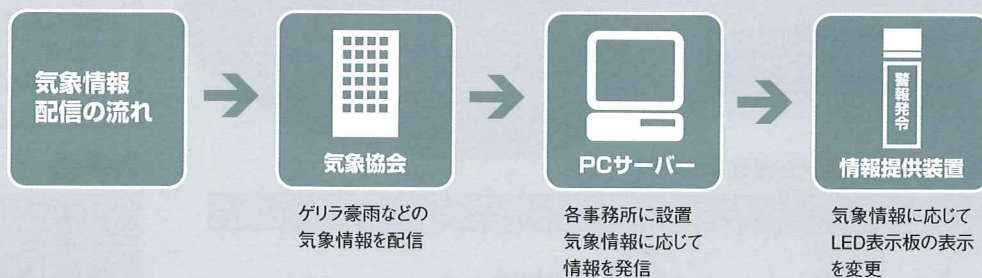 気象情報
配信の流れ
気象協会
ゲリラ豪雨などの
気象情報を配信
PCサーバー
各事務所に設置
気象情報に応じて
情報を発信
警報発令
情報提供装置
気象情報に応じて
LED表示板の表示
を変更